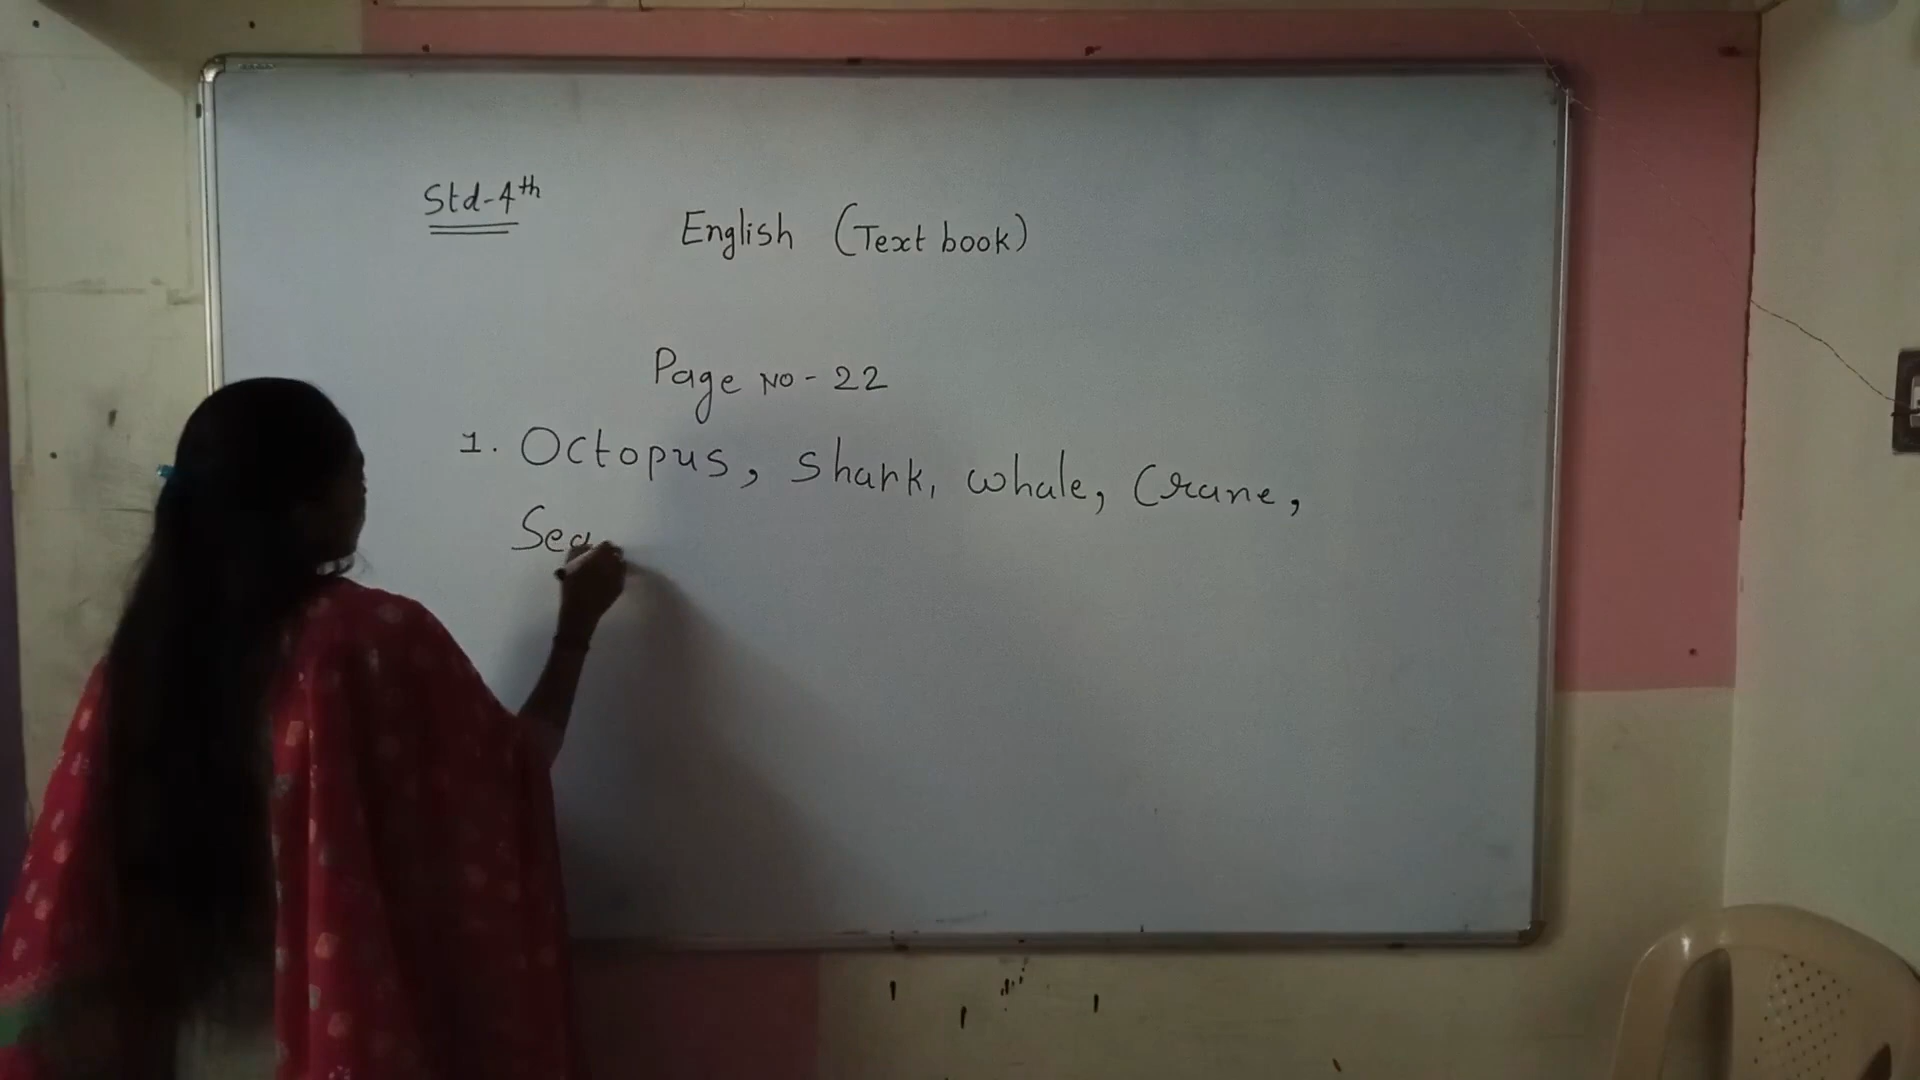 Std-4th
English (Text book)
Page No - 22
1. Octopus, shark, whale, Crane,
Sea